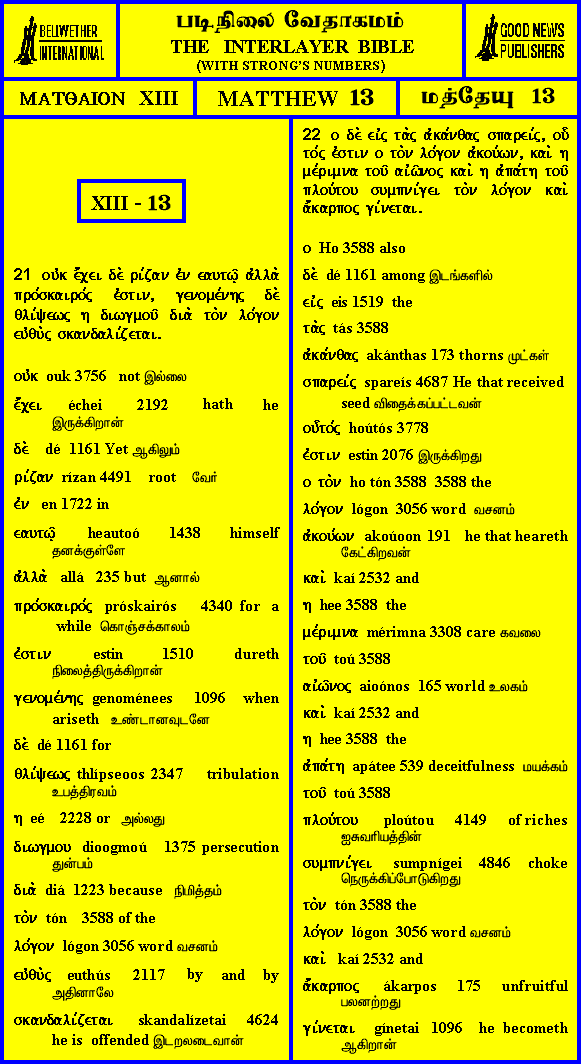 BELLWETHER
INTERNATIONAL
படிநிலை வேதாகமம்
THE INTERLAYER BIBLE
(WITH STRONG'S NUMBERS)
GOOD NEWS
PUBLISHERS
ΜΑΤΘΑΙΟΝ XIII
MATTHEW 13
மத்தேயு 13
XIII - 13
21 οὐκ ἔχει δὲ ρίζαν ἐν εαυτῷ ἀλλὰ
πρόσκαιρός ἐστιν, γενομένης δὲ
θλίψεως η διωγμοῦ διὰ τὸν λόγον
εὐθὺς σκανδαλίζεται.
οὐκ ouk 3756 not இல்லை
ἔχει échei 2192 hath he
இருக்கிறான்
δὲ dé 1161 Yet ஆகிலும்
ρίζαν rízan 4491 root வேர்
ἐν en 1722 in
εαυτῷ heautoó 1438 himself
தனக்குள்ளே
ἀλλὰ allá 235 but ஆனால்
πρόσκαιρός próskairós 4340 for a
while கொஞ்சக்காலம்
ἐστιν estin 1510 dureth
நிலைத்திருக்கிறான்
γενομένης genoménees 1096 when
ariseth உண்டானவுடனே
δὲ dé 1161 for
θλίψεως thlípseoos 2347 tribulation
உபத்திரவம்
η eé 2228 or அல்லது
διωγμου dioogmoú 1375 persecution
துன்பம்
διὰ diá 1223 because நிமித்தம்
τὸν tón 3588 of the
λόγον lógon 3056 word வசனம்
εὐθὺς euthús 2117 by and by
அதினாலே
σκανδαλίζεται skandalízetai 4624
he is offended இடறலடைவான்
22 ο δὲ εἰς τὰς ἀκάνθας σπαρείς, οὗ
τός ἐστιν ο τὸν λόγον ἀκούων, καὶ η
μέριμνα τοῦ αἰῶνος καὶ η ἀπάτη τοῦ
πλούτου συμπνίγει τὸν λόγον καὶ
ἄκαρπος γίνεται.
ο Ho 3588 also
δὲ dé 1161 among இடங்களில்
εἰς eis 1519 the
τὰς tás 3588
ἀκάνθας akánthas 173 thorns முட்கள்
σπαρείς spareís 4687 He that received
seed விதைக்கப்பட்டவன்
οὗτός hoútós 3778
ἐστιν estin 2076 இருக்கிறது
ο τὸν ho tón 3588 3588 the
λόγον lógon 3056 word வசனம்
ἀκούων akoúoon 191 he that heareth
கேட்கிறவன்
καὶ kaí 2532 and
η hee 3588 the
μέριμνα mérimna 3308 care கவலை
τοῦ toú 3588
αἰῶνος aioónos 165 world உலகம்
καὶ kaí 2532 and
η hee 3588 the
ἀπάτη apátee 539 deceitfulness மயக்கம்
τοῦ toú 3588
πλούτου ploútou 4149 of riches
ஐசுவரியத்தின்
συμπνίγει sumpnígei 4846 choke
நெருக்கிப்போடுகிறது
τὸν tón 3588 the
λόγον lógon 3056 word வசனம்
καὶ kaí 2532 and
ἄκαρπος ákarpos 175 unfruitful
பலனற்றது
γίνεται gínetai 1096 he becometh
ஆகிறான்